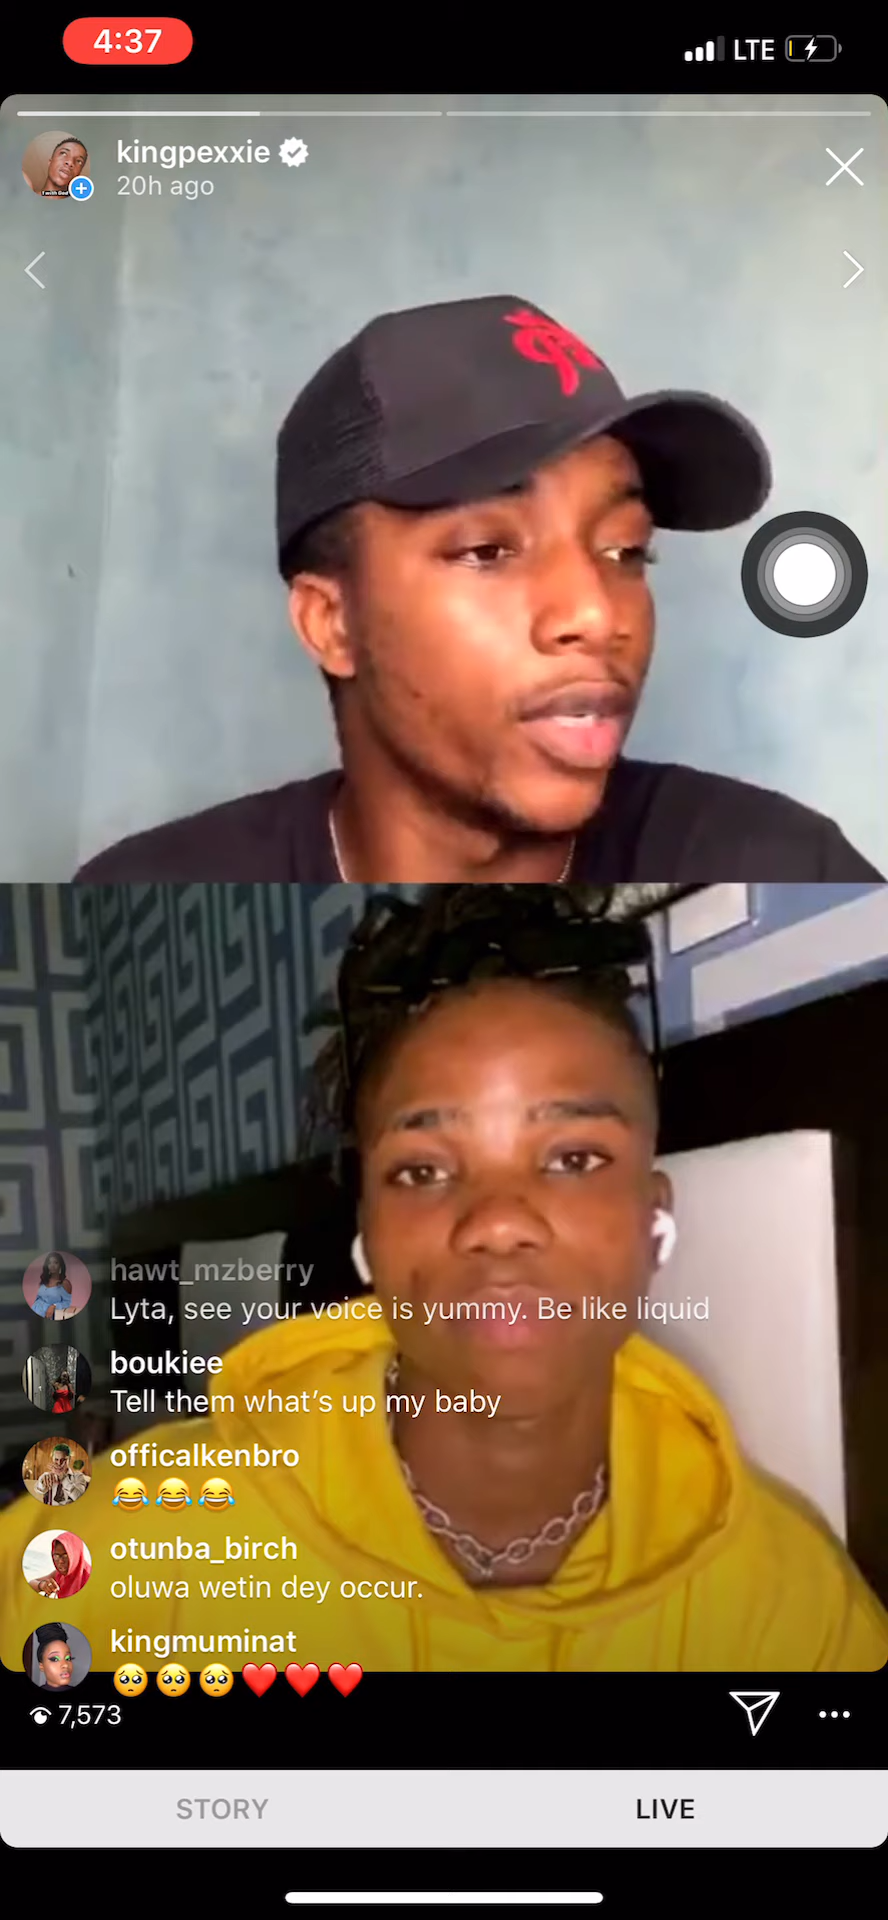 4:37
LTE
kingpexxie
20h ago
hawt_mzberry
Lyta, see your voice is yummy. Be like liquid
boukiee
Tell them what's up my baby
officalkenbro
😂😂😂
otunba_birch
oluwa wetin dey occur.
kingmuminat
🥺🥺🥺❤️❤️❤️
7,573
STORY
LIVE